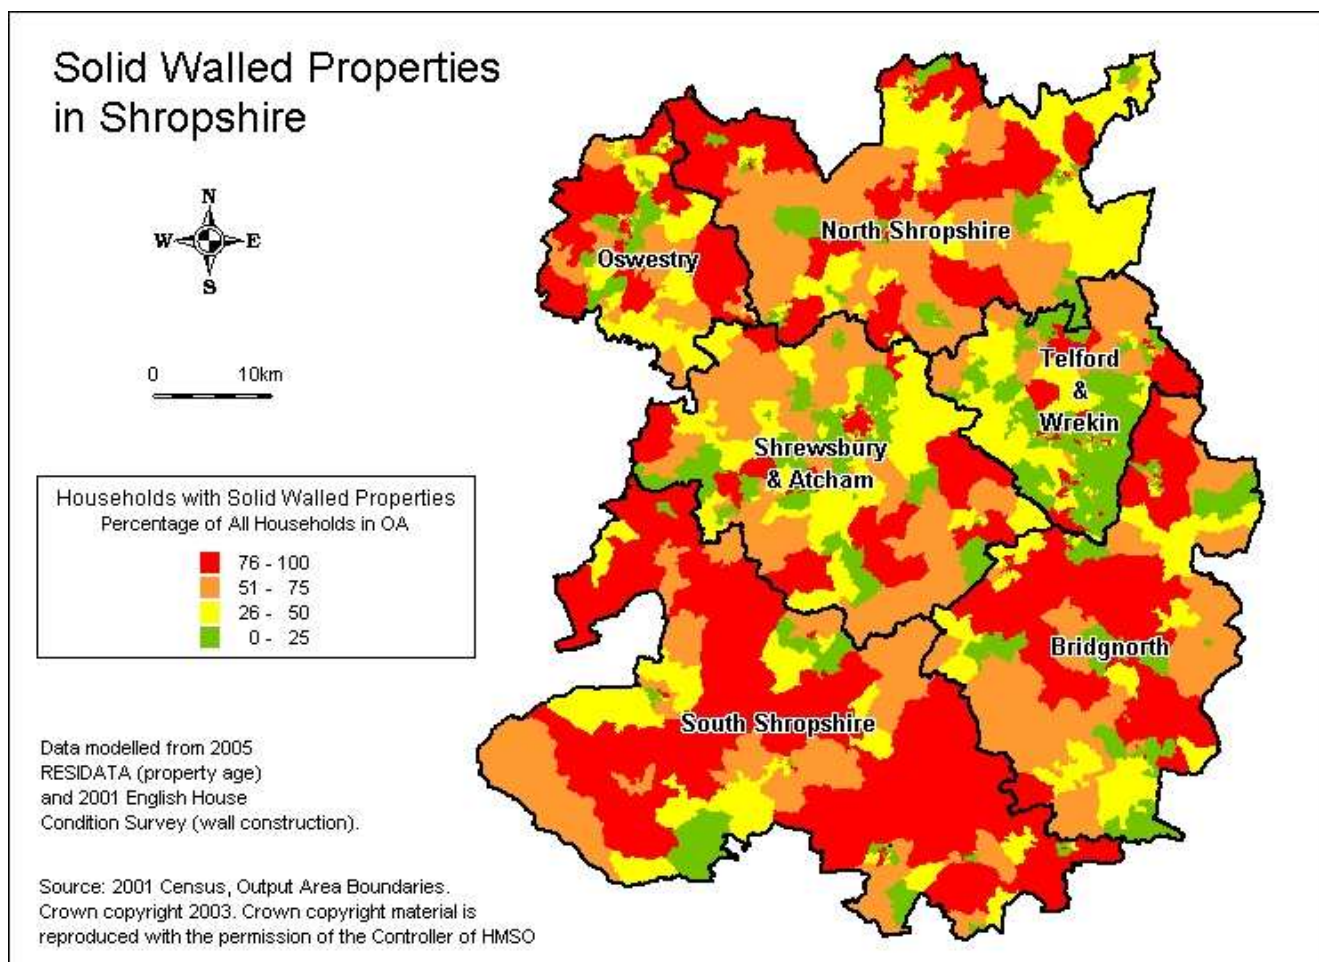 Solid Walled Properties
in Shropshire
N
W E
S
0 10km
Households with Solid Walled Properties
Percentage of All Households in OA
76 - 100
51 - 75
26 - 50
0 - 25
Data modelled from 2005
RESIDATA (property age)
and 2001 English House
Condition Survey (wall construction).
Source: 2001 Census, Output Area Boundaries.
Crown copyright 2003. Crown copyright material is
reproduced with the permission of the Controller of HMSO
North Shropshire
Oswestry
Telford
&
Wrekin
Shrewsbury
& Atcham
Bridgnorth
South Shropshire